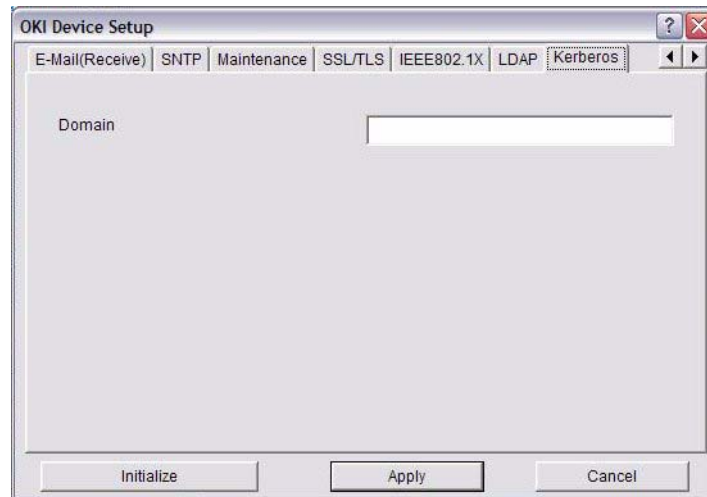 OKI Device Setup
E-Mail(Receive) SNTP Maintenance SSL/TLS IEEE802.1X LDAP Kerberos
Domain
Initialize Apply Cancel